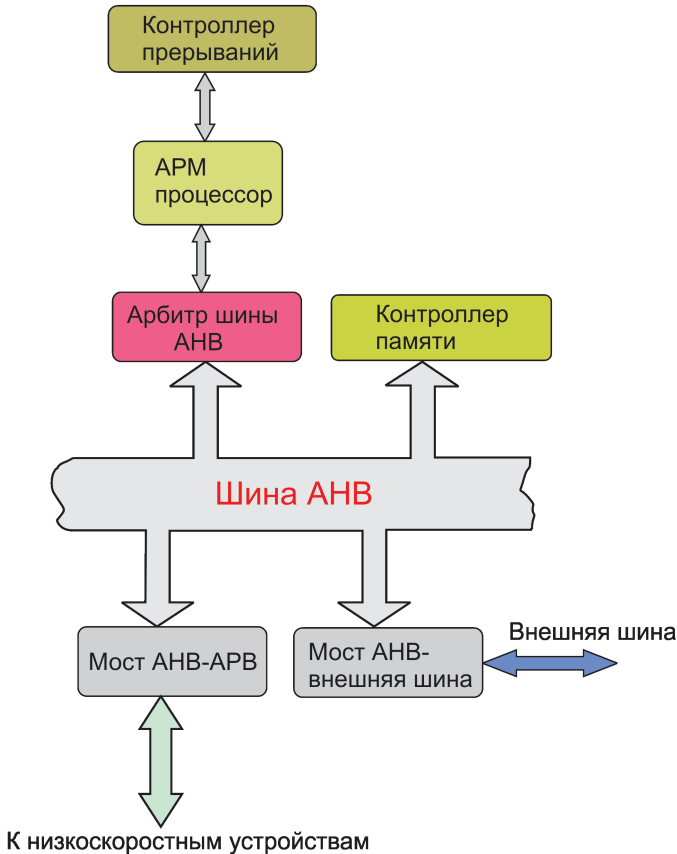 Контроллер
прерываний
АРМ
процессор
Арбитр шины
АНВ
Контроллер
памяти
Шина АНВ
Мост АНВ-АРВ
Мост АНВ-
внешняя шина
Внешняя шина
К низкоскоростным устройствам